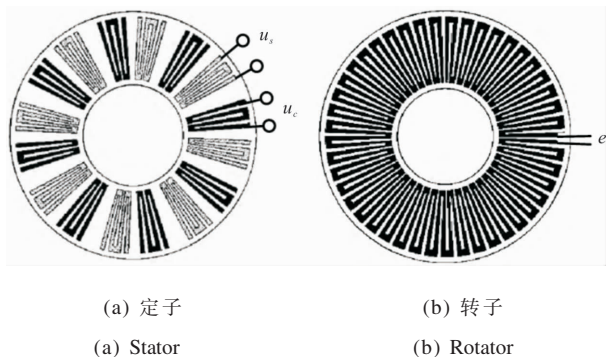 u_s
u_c
e
(a) 定子
(b) 转子
(a) Stator
(b) Rotator